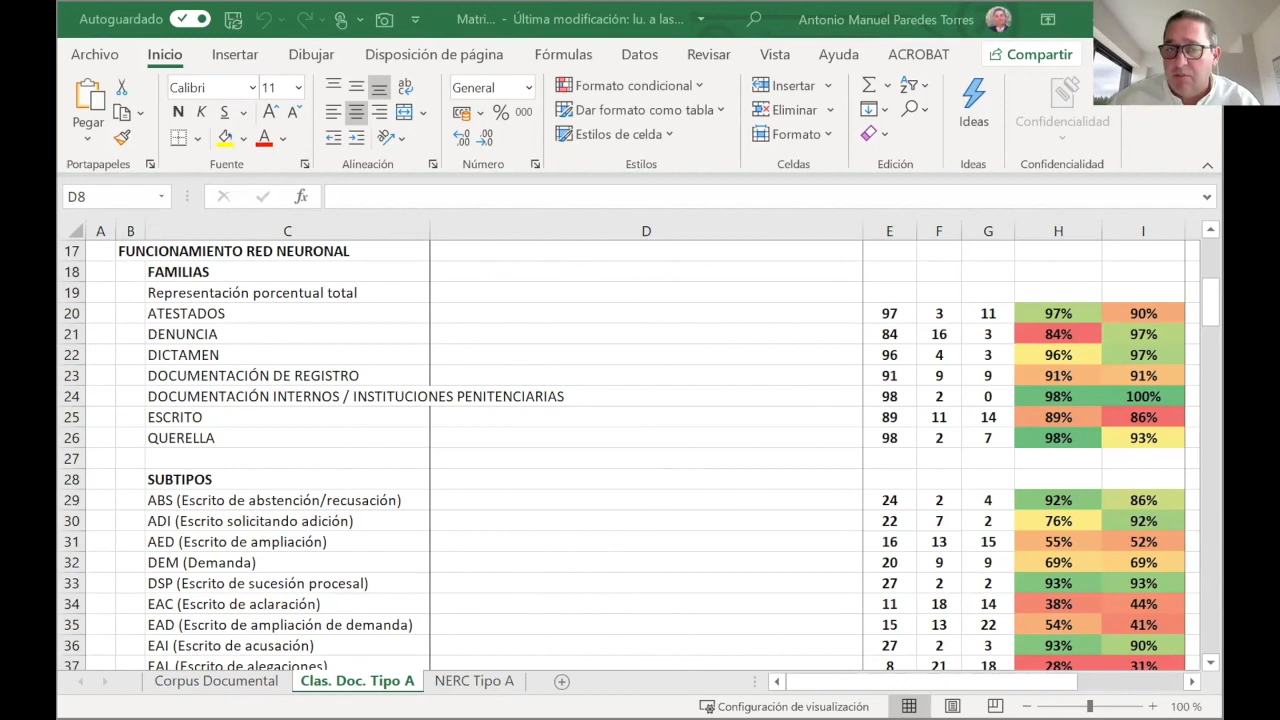 Autoguardado Matri... - Última modificación: lu. a las... Antonio Manuel Paredes Torres
Archivo Inicio Insertar Dibujar Disposición de página Fórmulas Datos Revisar Vista Ayuda ACROBAT Compartir
Pegar
Portapapeles
Calibri 11
N K S
A A
A
Fuente
Alineación
General
% 000
Número
Formato condicional
Dar formato como tabla
Estilos de celda
Estilos
Insertar
Eliminar
Formato
Celdas
Edición
Ideas
Ideas
Confidencialidad
Confidencialidad
D8 fx
A B C D E F G H I
17 FUNCIONAMIENTO RED NEURONAL
18 FAMILIAS
19 Representación porcentual total
20 ATESTADOS 97 3 11 97% 90%
21 DENUNCIA 84 16 3 84% 97%
22 DICTAMEN 96 4 3 96% 97%
23 DOCUMENTACIÓN DE REGISTRO 91 9 9 91% 91%
24 DOCUMENTACIÓN INTERNOS / INSTITUCIONES PENITENCIARIAS 98 2 0 98% 100%
25 ESCRITO 89 11 14 89% 86%
26 QUERELLA 98 2 7 98% 93%
27
28 SUBTIPOS
29 ABS (Escrito de abstención/recusación) 24 2 4 92% 86%
30 ADI (Escrito solicitando adición) 22 7 2 76% 92%
31 AED (Escrito de ampliación) 16 13 15 55% 52%
32 DEM (Demanda) 20 9 9 69% 69%
33 DSP (Escrito de sucesión procesal) 27 2 2 93% 93%
34 EAC (Escrito de aclaración) 11 18 14 38% 44%
35 EAD (Escrito de ampliación de demanda) 15 13 22 54% 41%
36 EAI (Escrito de acusación) 27 2 3 93% 90%
37 EAL (Escrito de alegaciones) 8 21 18 28% 31%
Corpus Documental Clas. Doc. Tipo A NERC Tipo A
Configuración de visualización 100 %